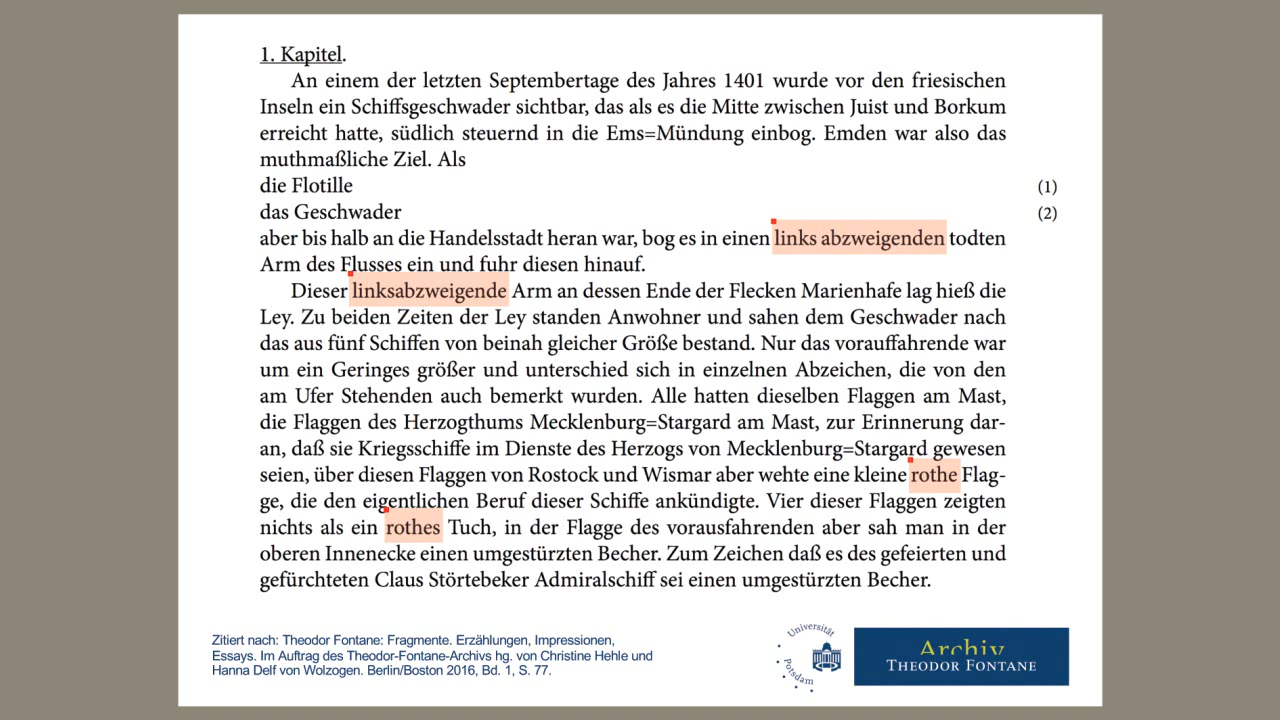 1. Kapitel.
An einem der letzten Septembertage des Jahres 1401 wurde vor den friesischen
Inseln ein Schiffsgeschwader sichtbar, das als es die Mitte zwischen Juist und Borkum
erreicht hatte, südlich steuernd in die Ems=Mündung einbog. Emden war also das
muthmaßliche Ziel. Als
die Flotille (1)
das Geschwader (2)
aber bis halb an die Handelsstadt heran war, bog es in einen links abzweigenden todten
Arm des Flusses ein und fuhr diesen hinauf.
Dieser linksabzweigende Arm an dessen Ende der Flecken Marienhafe lag hieß die
Ley. Zu beiden Zeiten der Ley standen Anwohner und sahen dem Geschwader nach
das aus fünf Schiffen von beinah gleicher Größe bestand. Nur das vorauffahrende war
um ein Geringes größer und unterschied sich in einzelnen Abzeichen, die von den
am Ufer Stehenden auch bemerkt wurden. Alle hatten dieselben Flaggen am Mast,
die Flaggen des Herzogthums Mecklenburg=Stargard am Mast, zur Erinnerung dar-
an, daß sie Kriegsschiffe im Dienste des Herzogs von Mecklenburg=Stargard gewesen
seien, über diesen Flaggen von Rostock und Wismar aber wehte eine kleine rothe Flag-
ge, die den eigentlichen Beruf dieser Schiffe ankündigte. Vier dieser Flaggen zeigten
nichts als ein rothes Tuch, in der Flagge des vorausfahrenden aber sah man in der
oberen Innenecke einen umgestürzten Becher. Zum Zeichen daß es des gefeierten und
gefürchteten Claus Störtebeker Admiralschiff sei einen umgestürzten Becher.
Zitiert nach: Theodor Fontane: Fragmente. Erzählungen, Impressionen,
Essays. Im Auftrag des Theodor-Fontane-Archivs hg. von Christine Hehle und
Hanna Delf von Wolzogen. Berlin/Boston 2016, Bd. 1, S. 77.
Universität
Potsdam
Archiv
THEODOR FONTANE